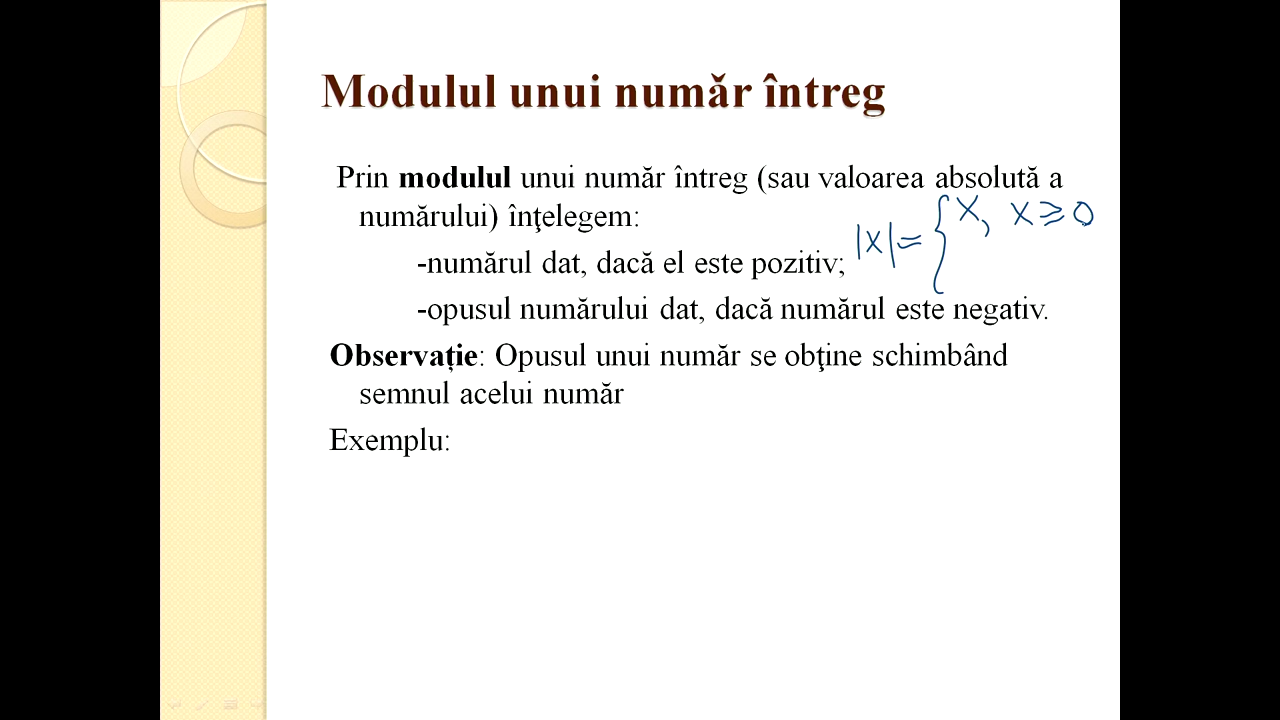 Modulul unui număr întreg
Prin modulul unui număr întreg (sau valoarea absolută a
numărului) înţelegem:
|x|= { x, x ⩾ 0
-numărul dat, dacă el este pozitiv;
-opusul numărului dat, dacă numărul este negativ.
Observație: Opusul unui număr se obţine schimbând
semnul acelui număr
Exemplu: